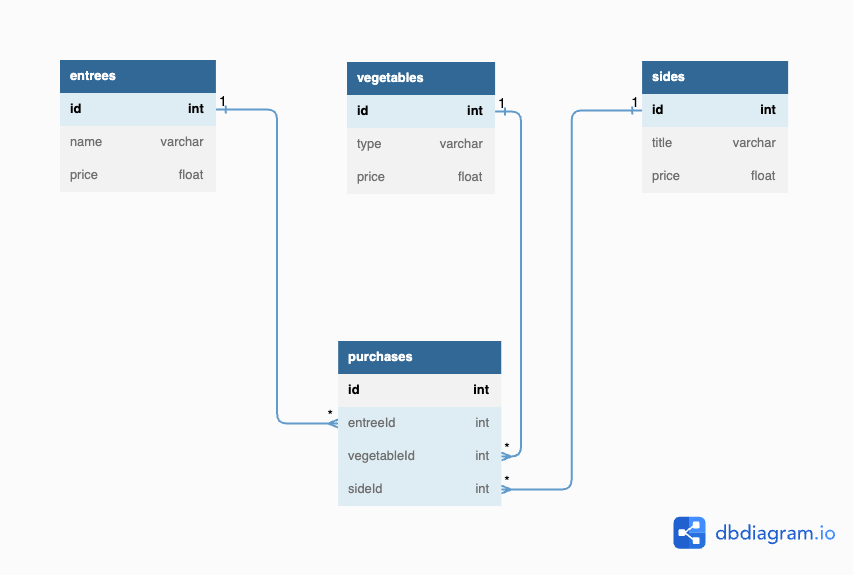 entrees
id int
name varchar
price float
vegetables
id int
type varchar
price float
sides
id int
title varchar
price float
1
1
1
purchases
id int
entreeId int
vegetableId int
sideId int
*
*
*
dbdiagram.io